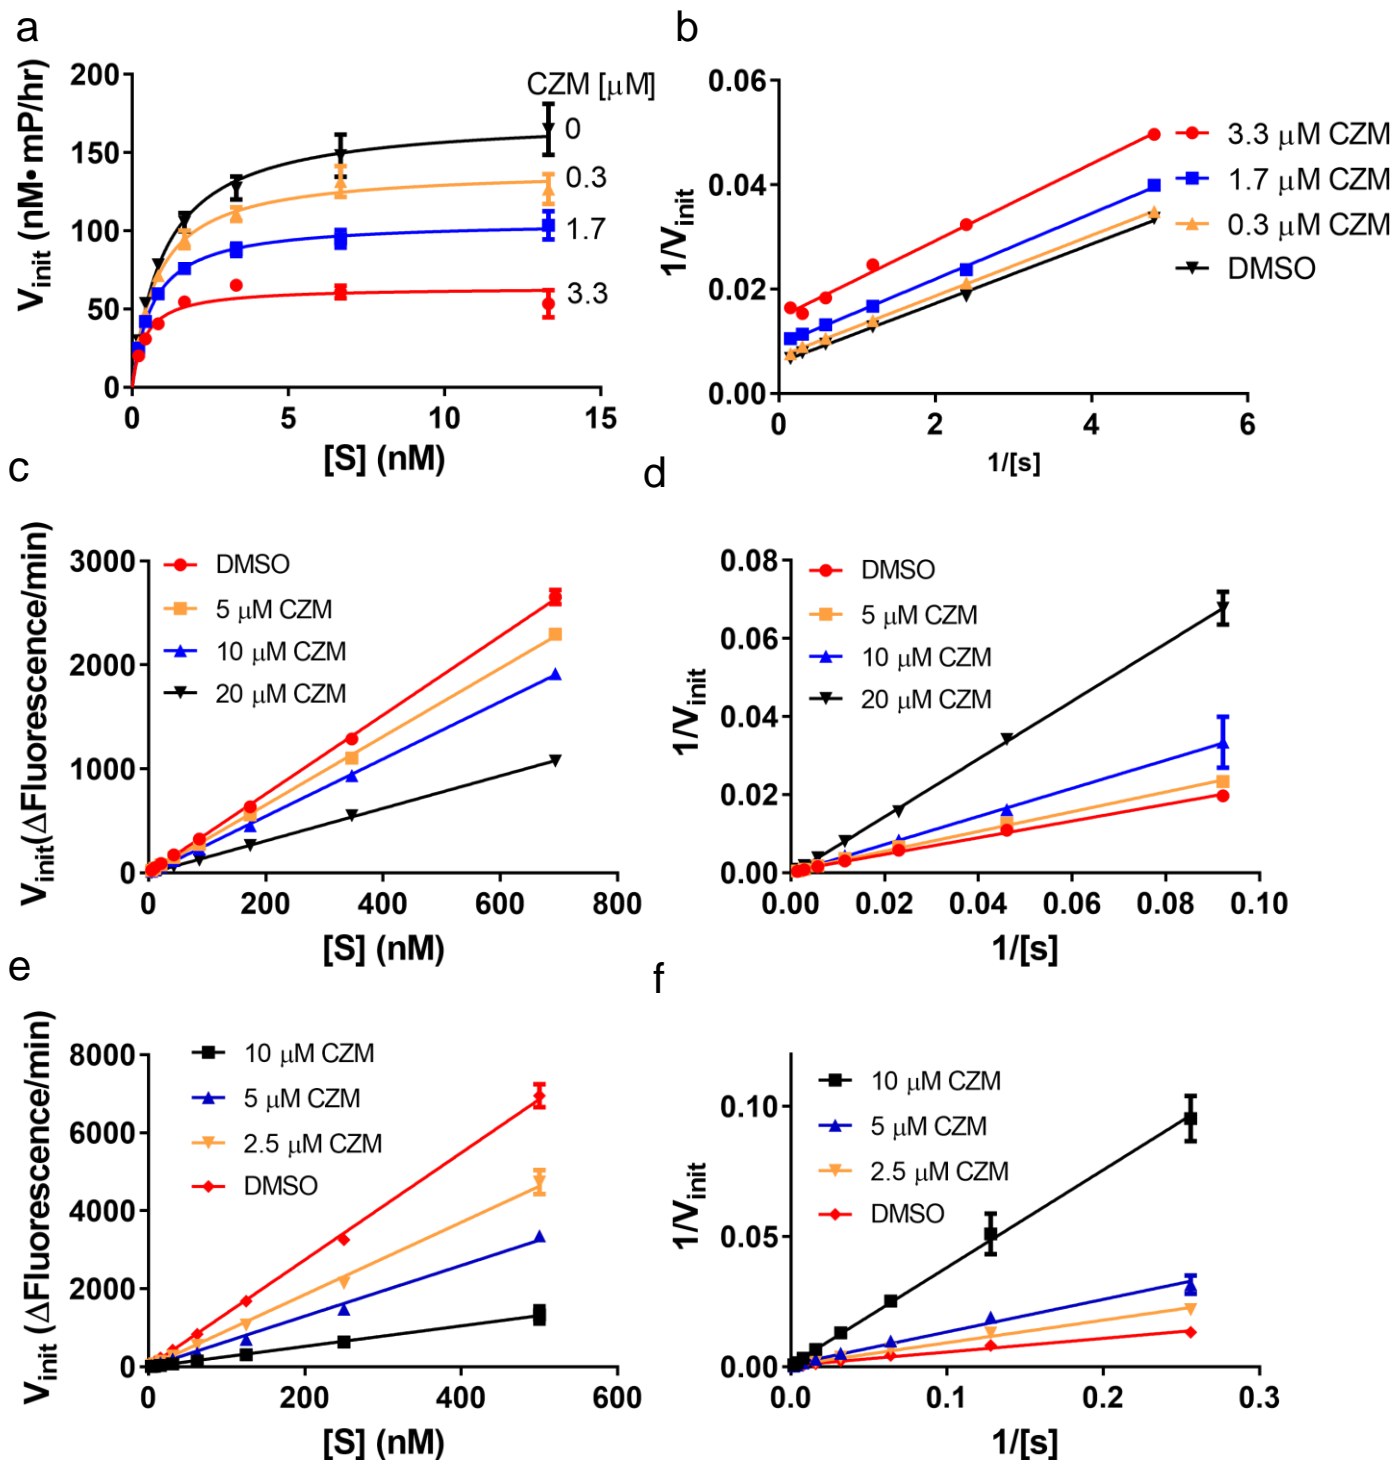 a
V_init (nM•mP/hr)
200
150
100
50
0
0
5
10
15
[S] (nM)
CZM [μM]
0
0.3
1.7
3.3
b
1/V_init
0.06
0.04
0.02
0.00
0
2
4
6
1/[s]
3.3 μM CZM
1.7 μM CZM
0.3 μM CZM
DMSO
c
V_init(ΔFluorescence/min)
3000
2000
1000
0
0
200
400
600
800
[S] (nM)
DMSO
5 μM CZM
10 μM CZM
20 μM CZM
d
1/V_init
0.08
0.06
0.04
0.02
0.00
0.00
0.02
0.04
0.06
0.08
0.10
1/[s]
DMSO
5 μM CZM
10 μM CZM
20 μM CZM
e
V_init (ΔFluorescence/min)
8000
6000
4000
2000
0
0
200
400
600
[S] (nM)
10 μM CZM
5 μM CZM
2.5 μM CZM
DMSO
f
1/V_init
0.10
0.05
0.00
0.0
0.1
0.2
0.3
1/[s]
10 μM CZM
5 μM CZM
2.5 μM CZM
DMSO